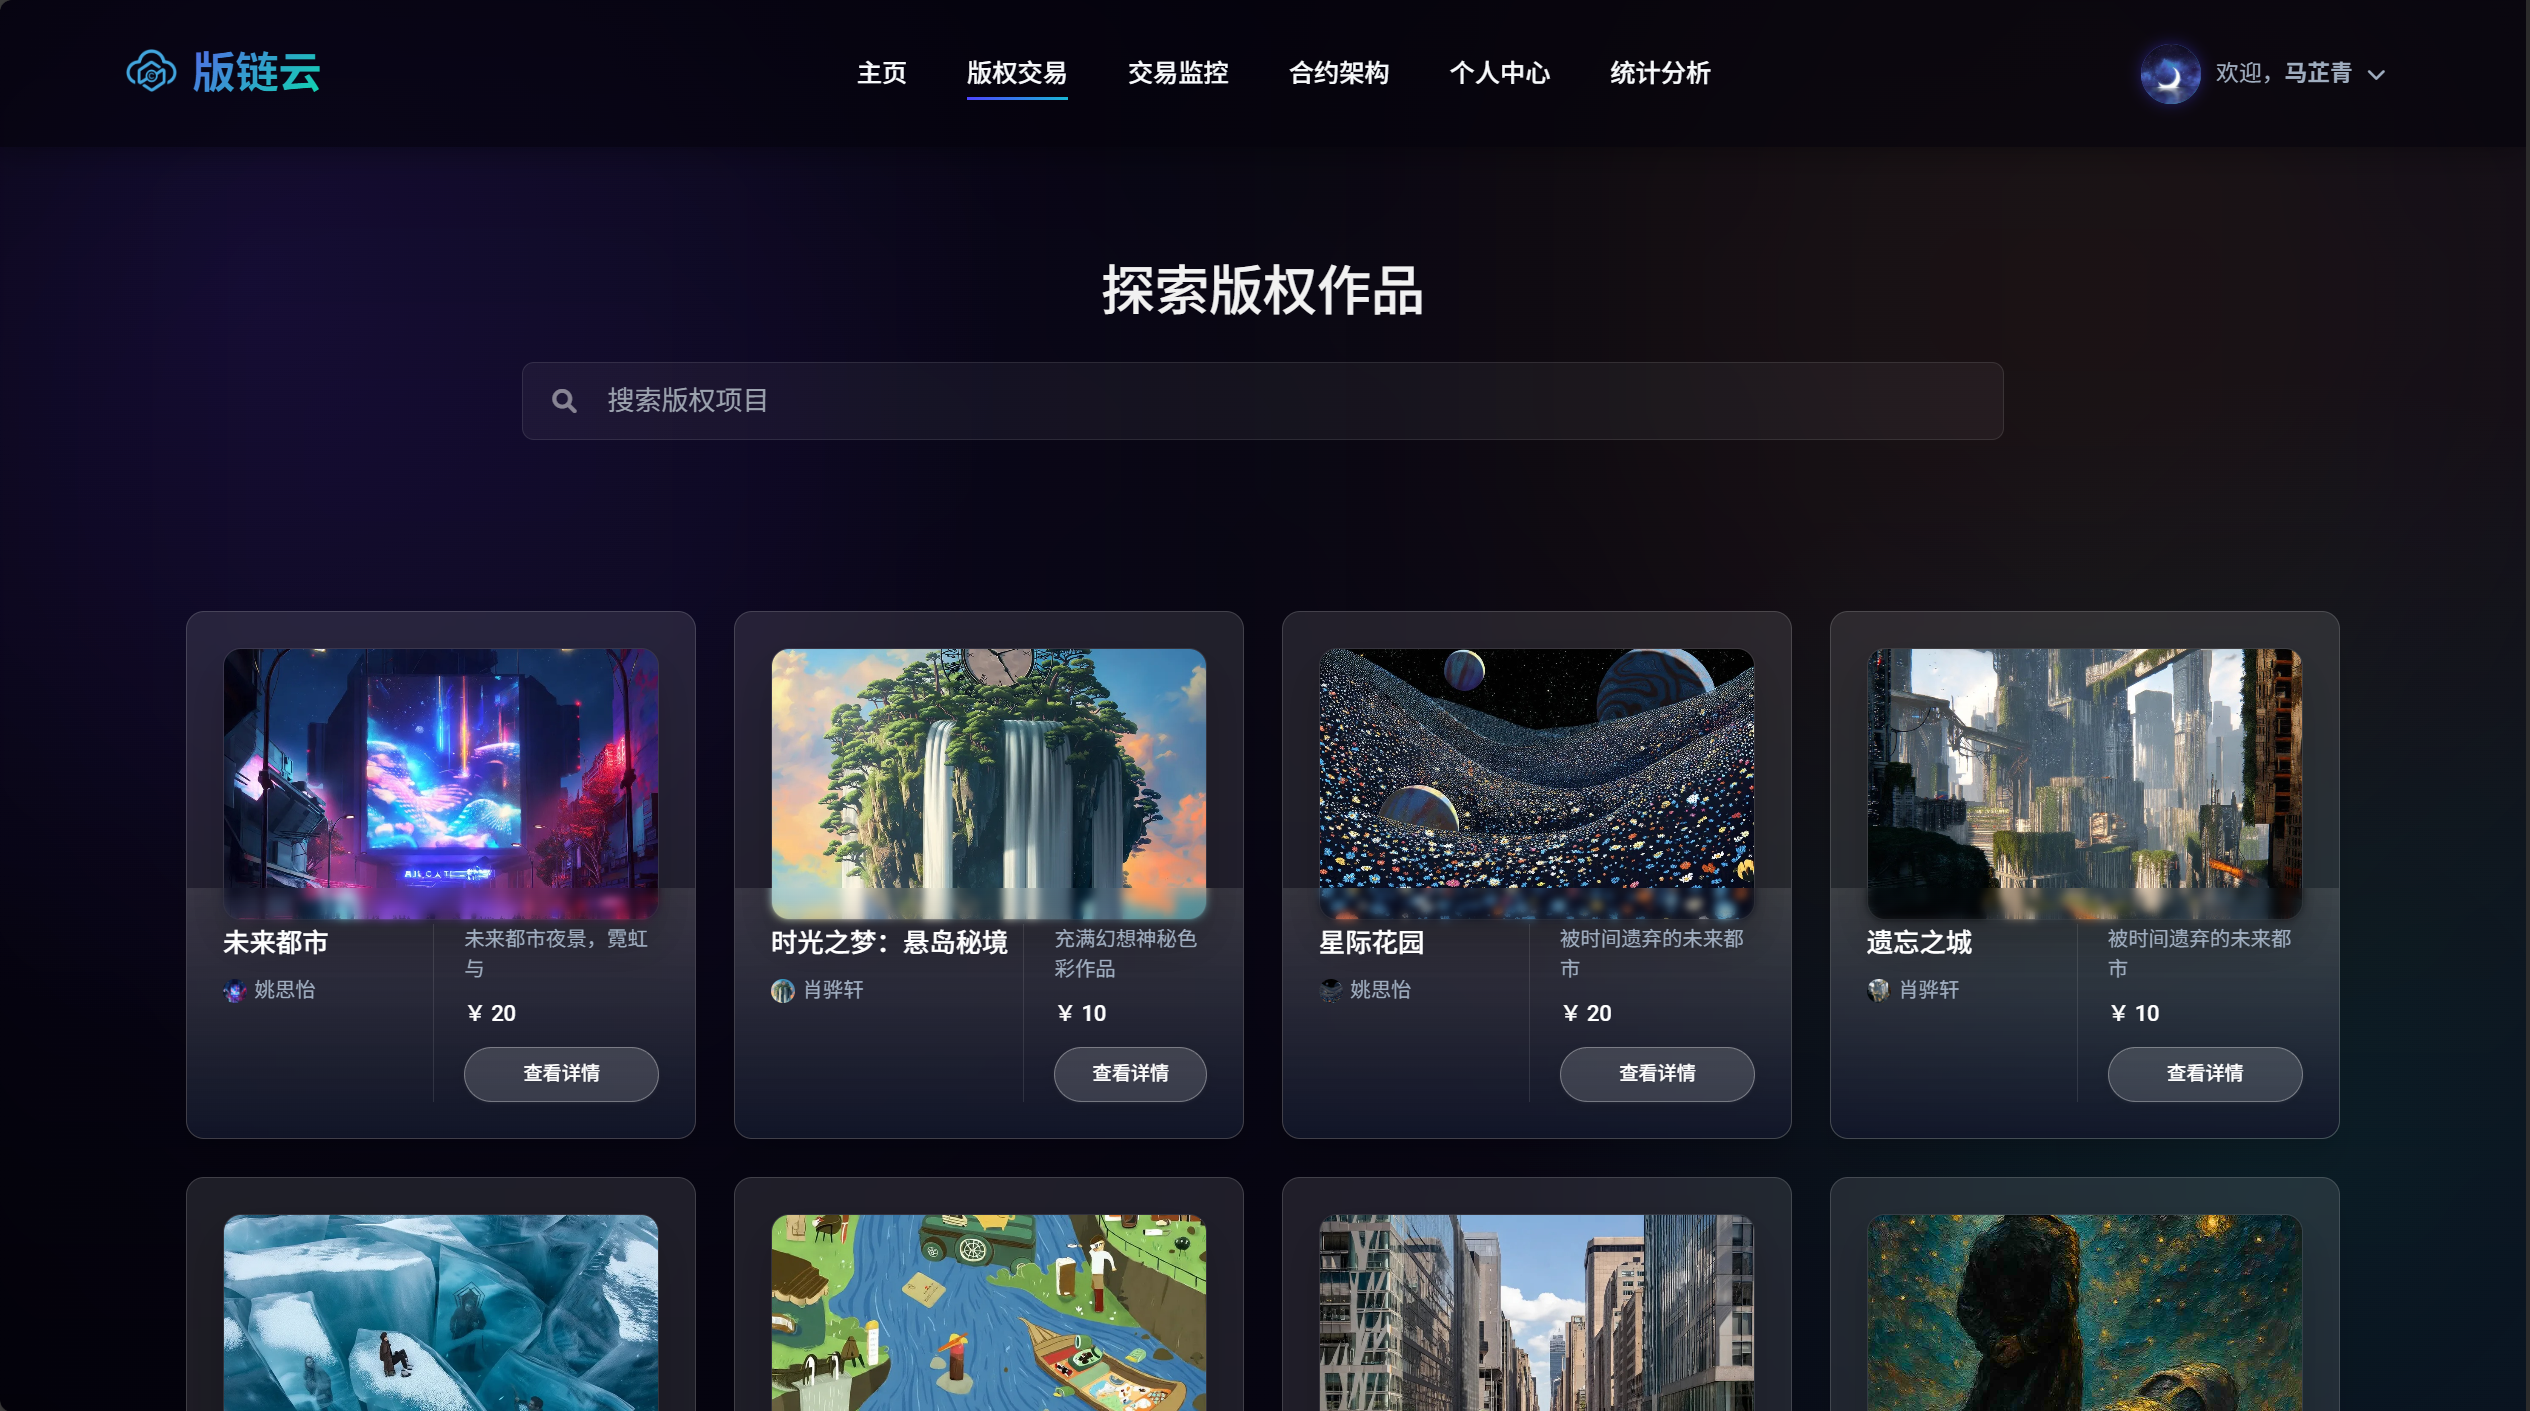 版链云
主页
版权交易
交易监控
合约架构
个人中心
统计分析
欢迎，马芷青
探索版权作品
搜索版权项目
未来都市
姚思怡
未来都市夜景，霓虹
与
¥ 20
查看详情
时光之梦：悬岛秘境
肖骅轩
充满幻想神秘色
彩作品
¥ 10
查看详情
星际花园
姚思怡
被时间遗弃的未来都
市
¥ 20
查看详情
遗忘之城
肖骅轩
被时间遗弃的未来都
市
¥ 10
查看详情